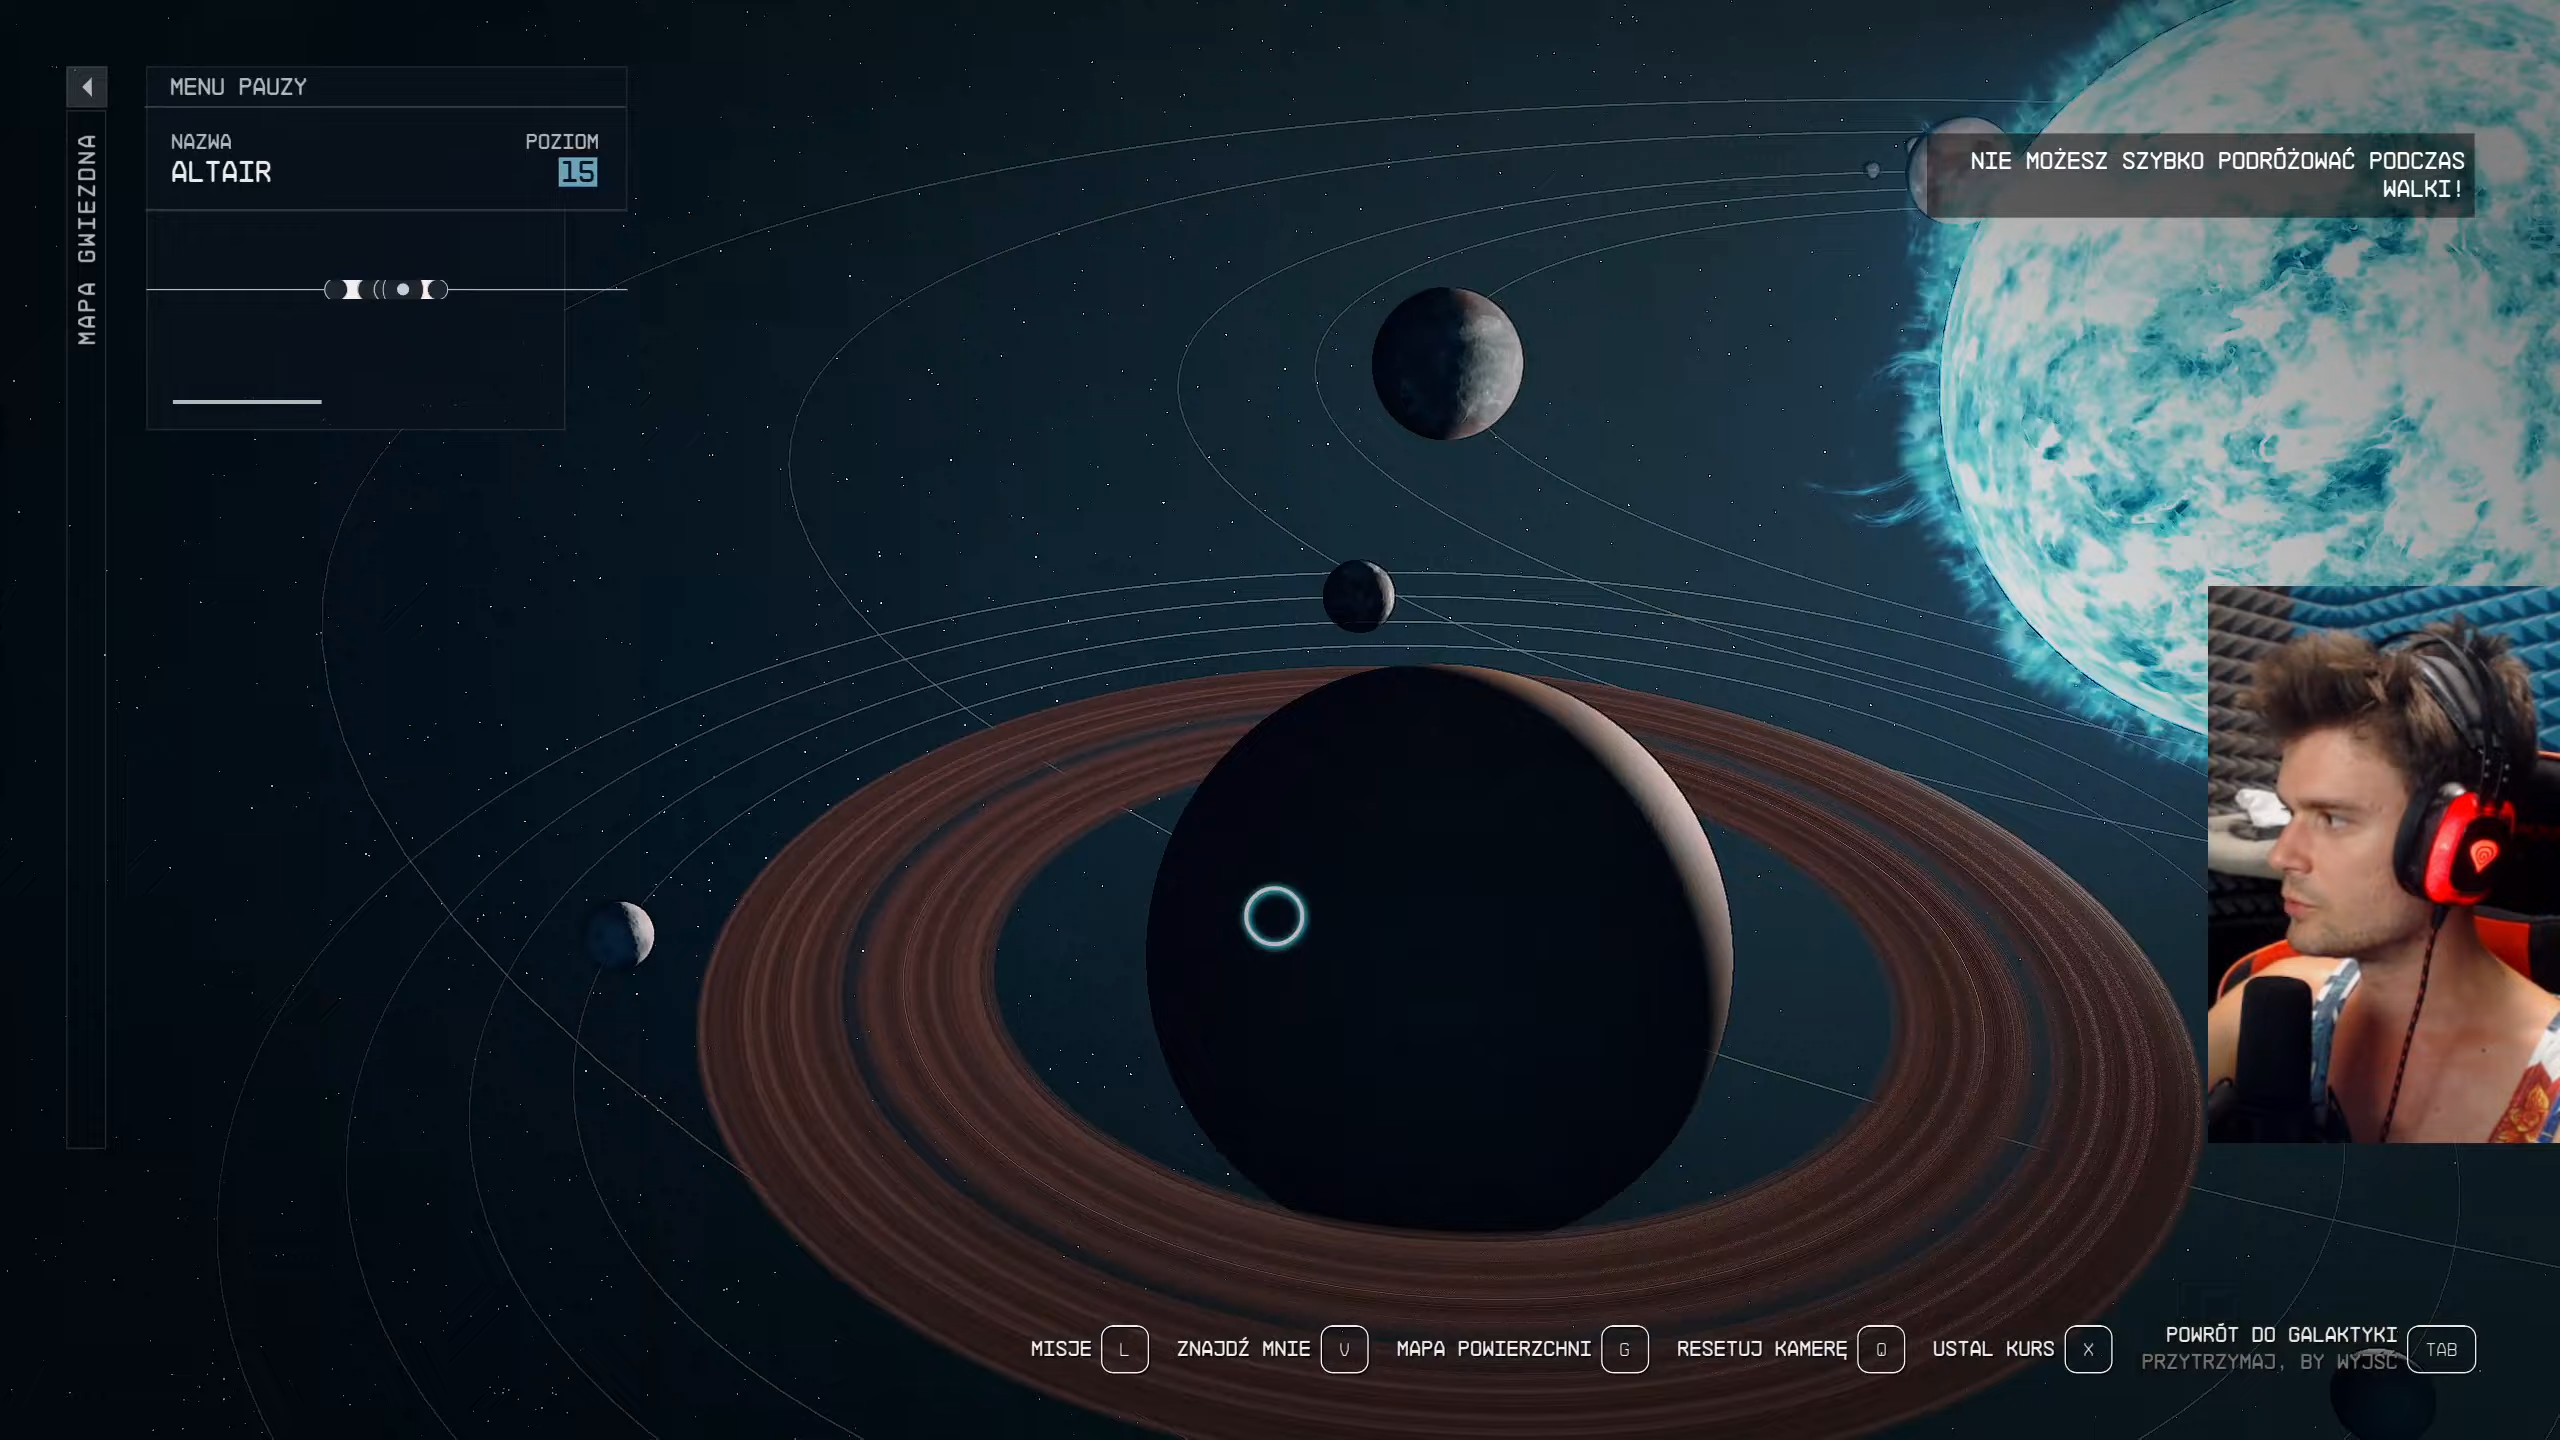 MENU PAUZY
NAZWA
POZIOM
ALTAIR
15
MAPA GWIEZDNA
NIE MOŻESZ SZYBKO PODRÓŻOWAĆ PODCZAS
WALKI!
MISJE L
ZNAJDŹ MNIE V
MAPA POWIERZCHNI G
RESETUJ KAMERĘ Q
USTAL KURS X
POWRÓT DO GALAKTYKI TAB
PRZYTRZYMAJ, BY WYJŚĆ